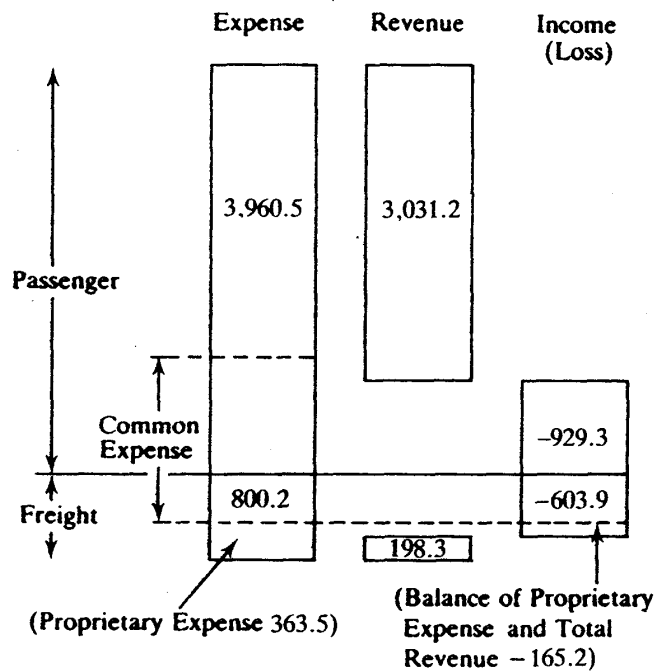 Expense Revenue Income
(Loss)
3,960.5 3,031.2
Passenger
Common
Expense
-929.3
Freight
800.2 -603.9
198.3
(Proprietary Expense 363.5)
(Balance of Proprietary
Expense and Total
Revenue -165.2)